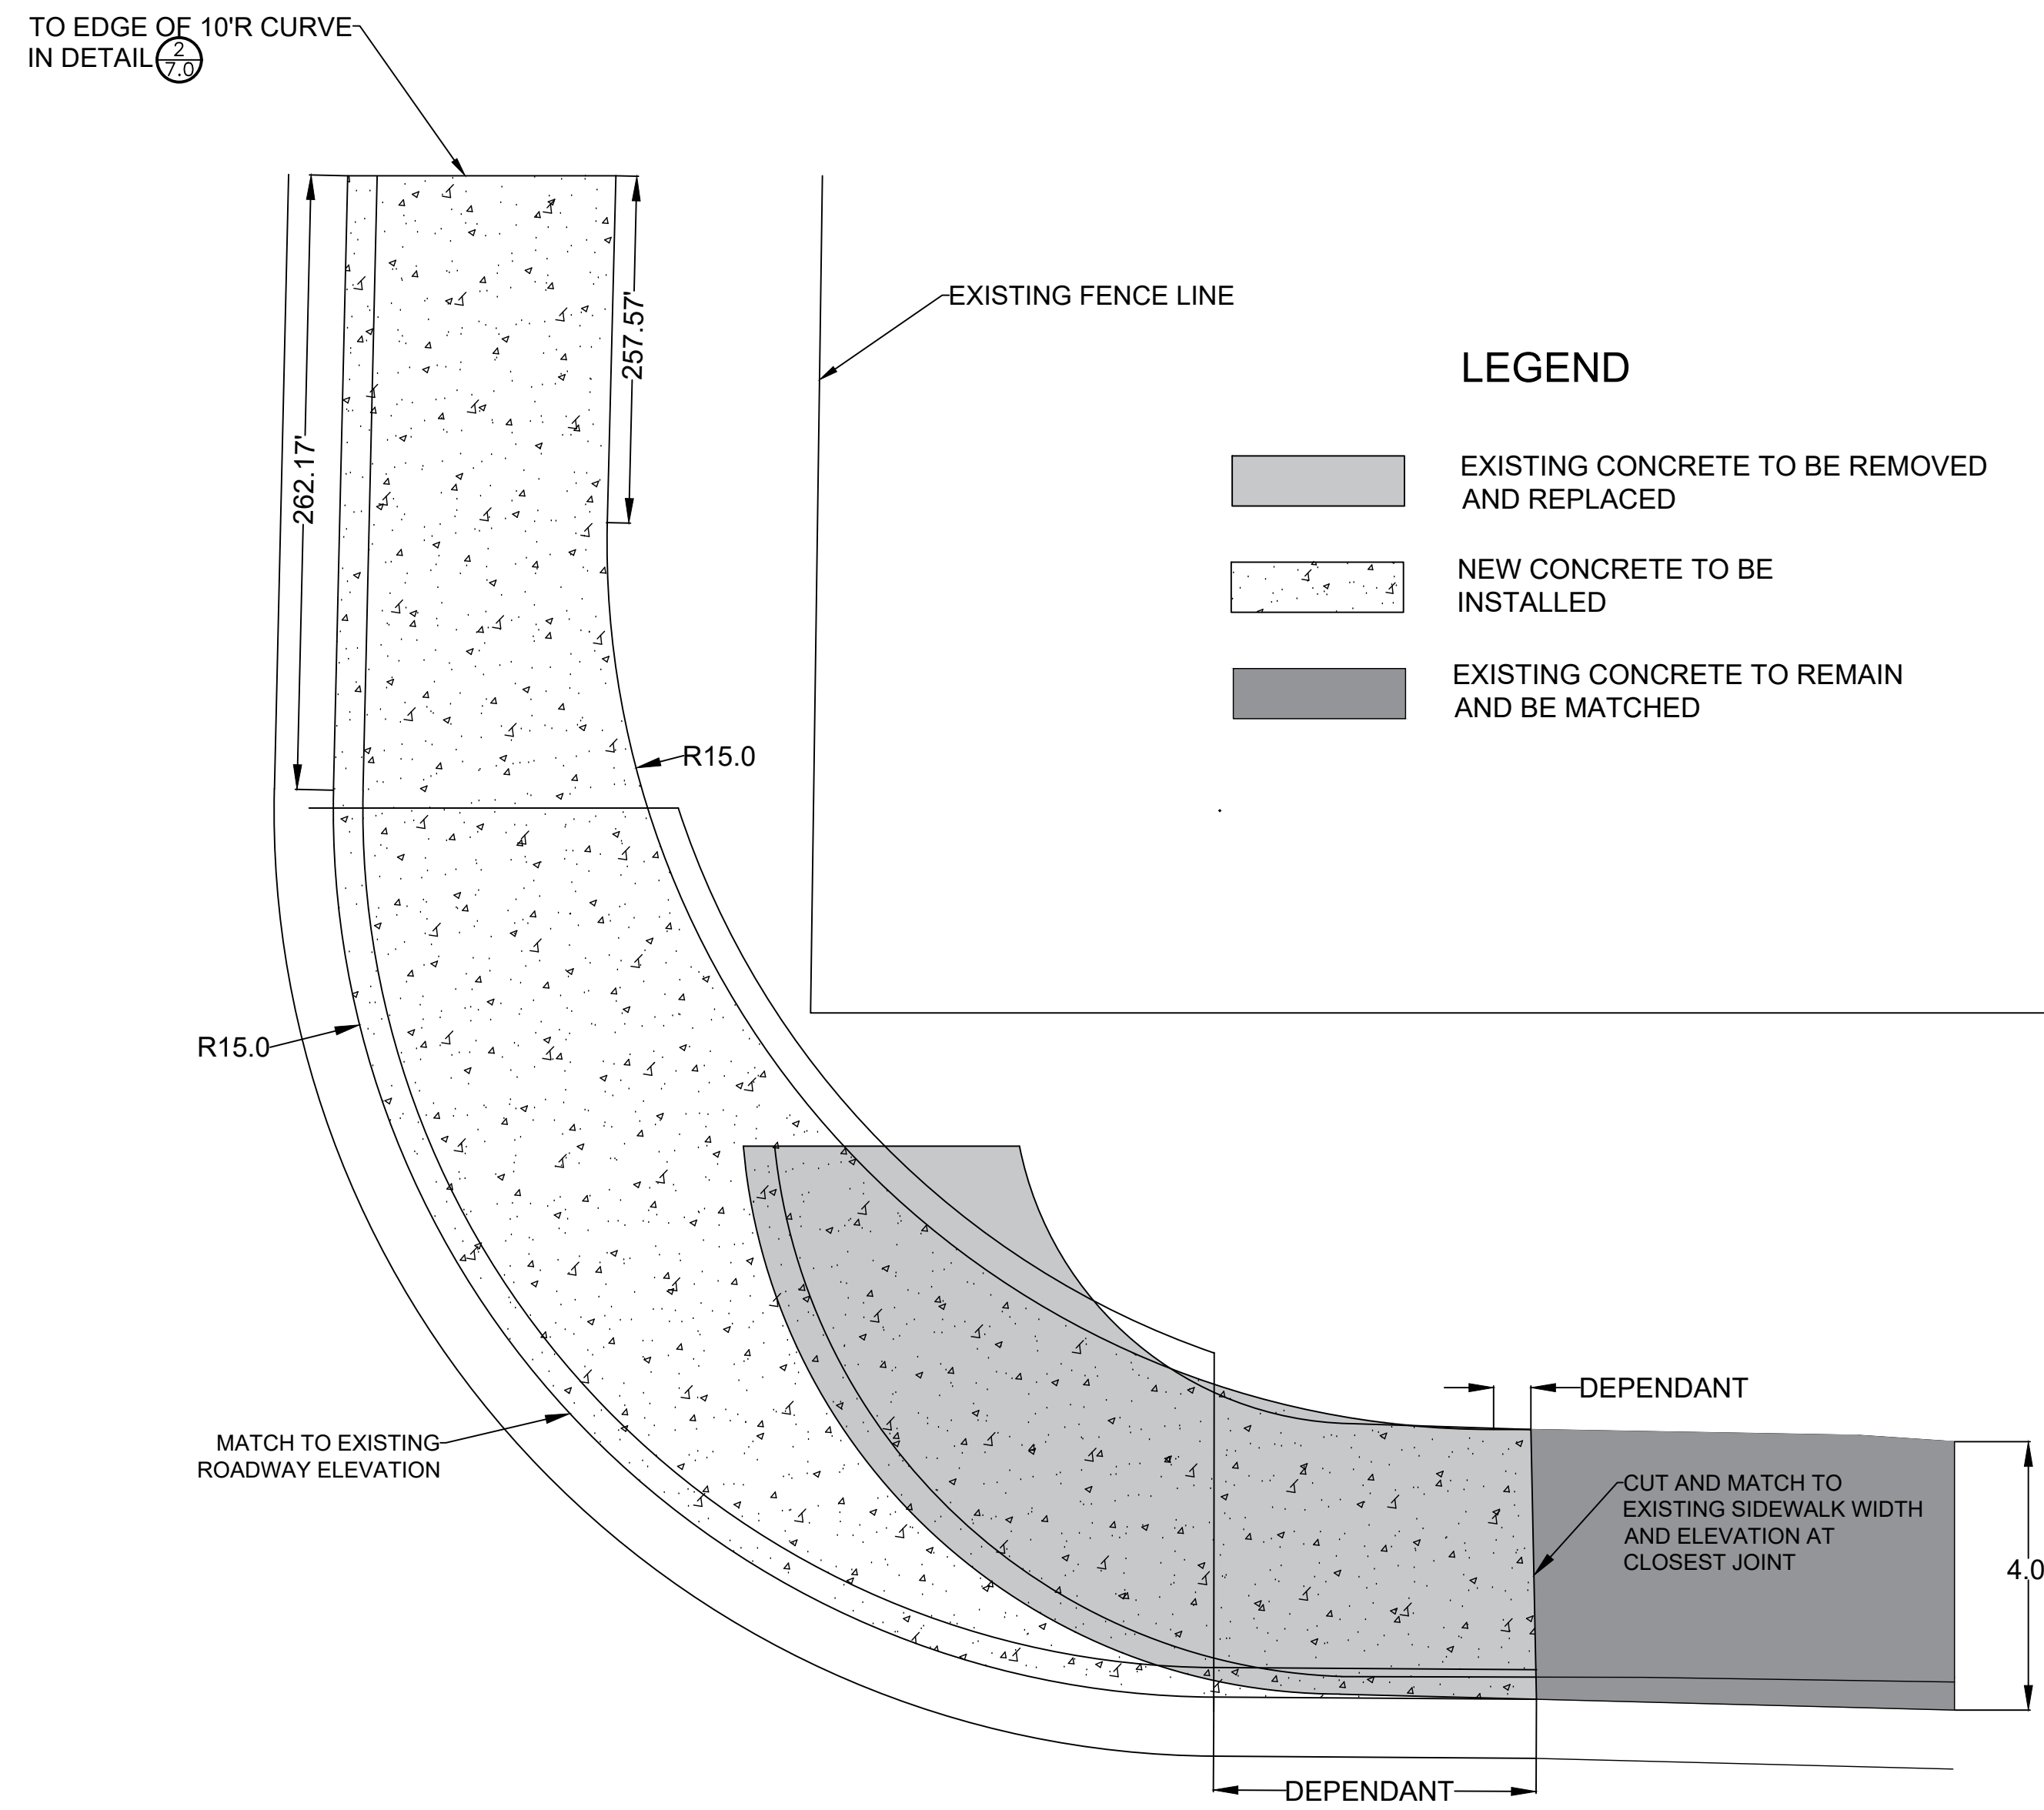 TO EDGE OF 10'R CURVE
IN DETAIL 2
7.0
EXISTING FENCE LINE
257.57'
262.17'
LEGEND
EXISTING CONCRETE TO BE REMOVED
AND REPLACED
NEW CONCRETE TO BE
INSTALLED
EXISTING CONCRETE TO REMAIN
AND BE MATCHED
R15.0
R15.0
MATCH TO EXISTING
ROADWAY ELEVATION
DEPENDANT
CUT AND MATCH TO
EXISTING SIDEWALK WIDTH
AND ELEVATION AT
CLOSEST JOINT
4.0
DEPENDANT